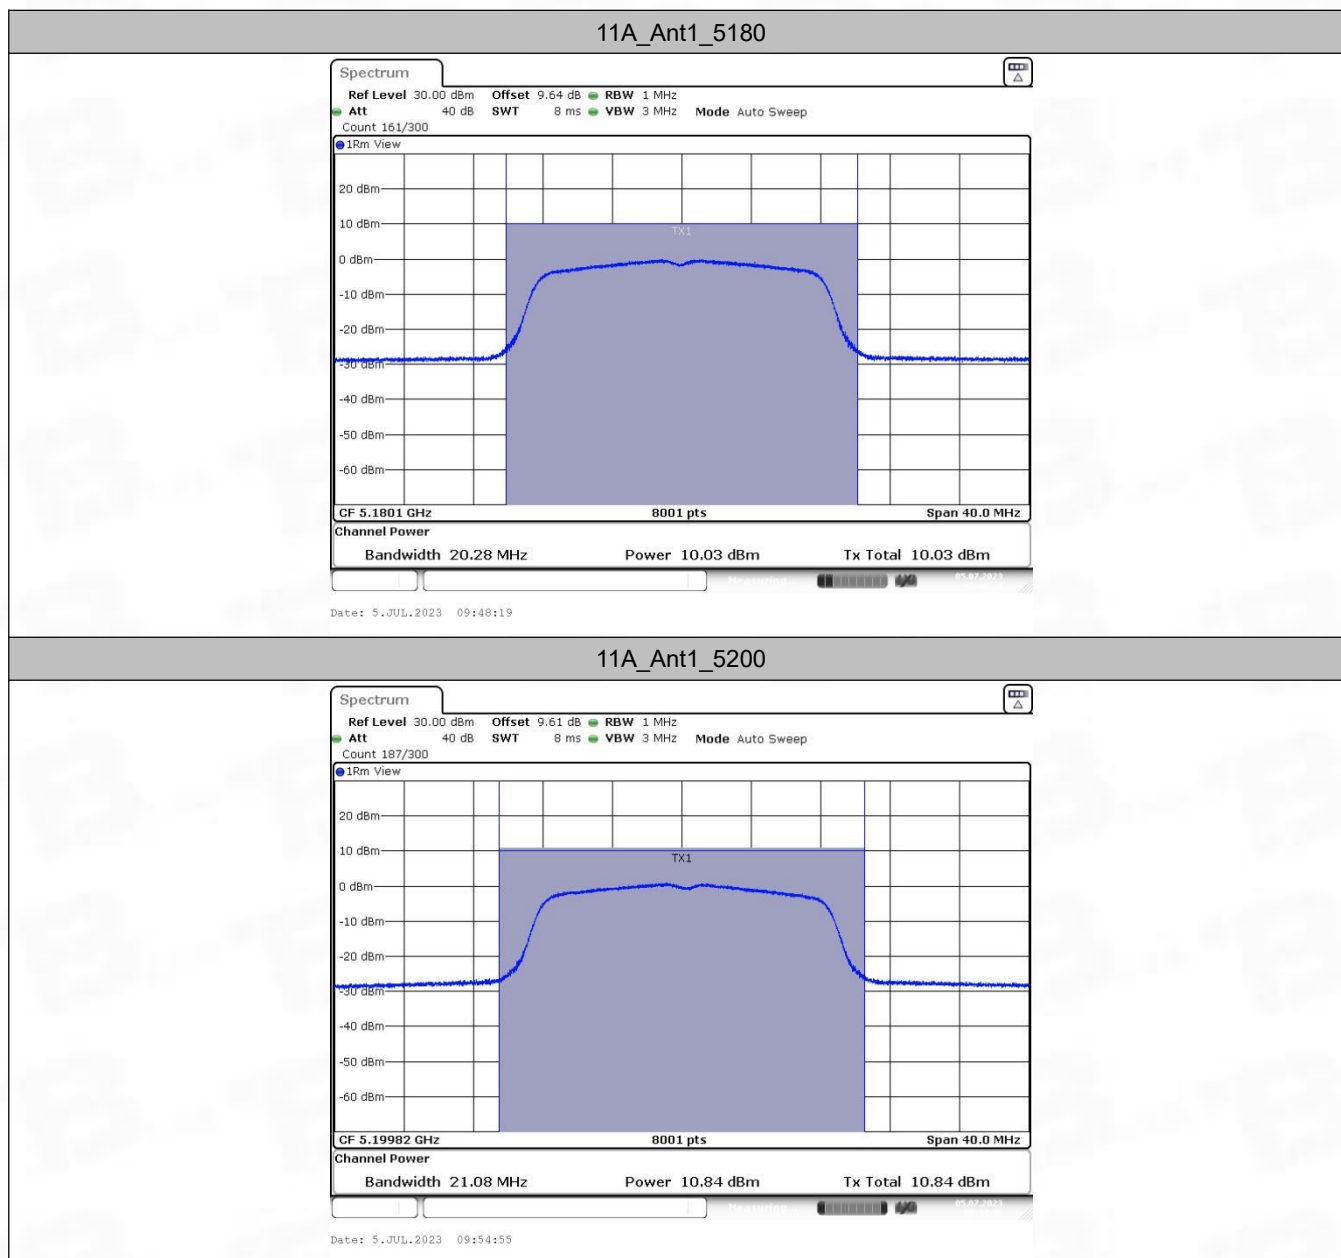 11A_Ant1_5180
Spectrum
Ref Level 30.00 dBm Offset 9.64 dB RBW 1 MHz
Att 40 dB SWT 8 ms VBW 3 MHz Mode Auto Sweep
Count 161/300
1Rm View
20 dBm
10 dBm
TX1
0 dBm
-10 dBm
-20 dBm
-30 dBm
-40 dBm
-50 dBm
-60 dBm
CF 5.1801 GHz 8001 pts Span 40.0 MHz
Channel Power
Bandwidth 20.28 MHz Power 10.03 dBm Tx Total 10.03 dBm
Measuring 05.07.2023
Date: 5.JUL.2023 09:48:19
11A_Ant1_5200
Spectrum
Ref Level 30.00 dBm Offset 9.61 dB RBW 1 MHz
Att 40 dB SWT 8 ms VBW 3 MHz Mode Auto Sweep
Count 187/300
1Rm View
20 dBm
10 dBm
TX1
0 dBm
-10 dBm
-20 dBm
-30 dBm
-40 dBm
-50 dBm
-60 dBm
CF 5.19982 GHz 8001 pts Span 40.0 MHz
Channel Power
Bandwidth 21.08 MHz Power 10.84 dBm Tx Total 10.84 dBm
Measuring 05.07.2023
Date: 5.JUL.2023 09:54:55